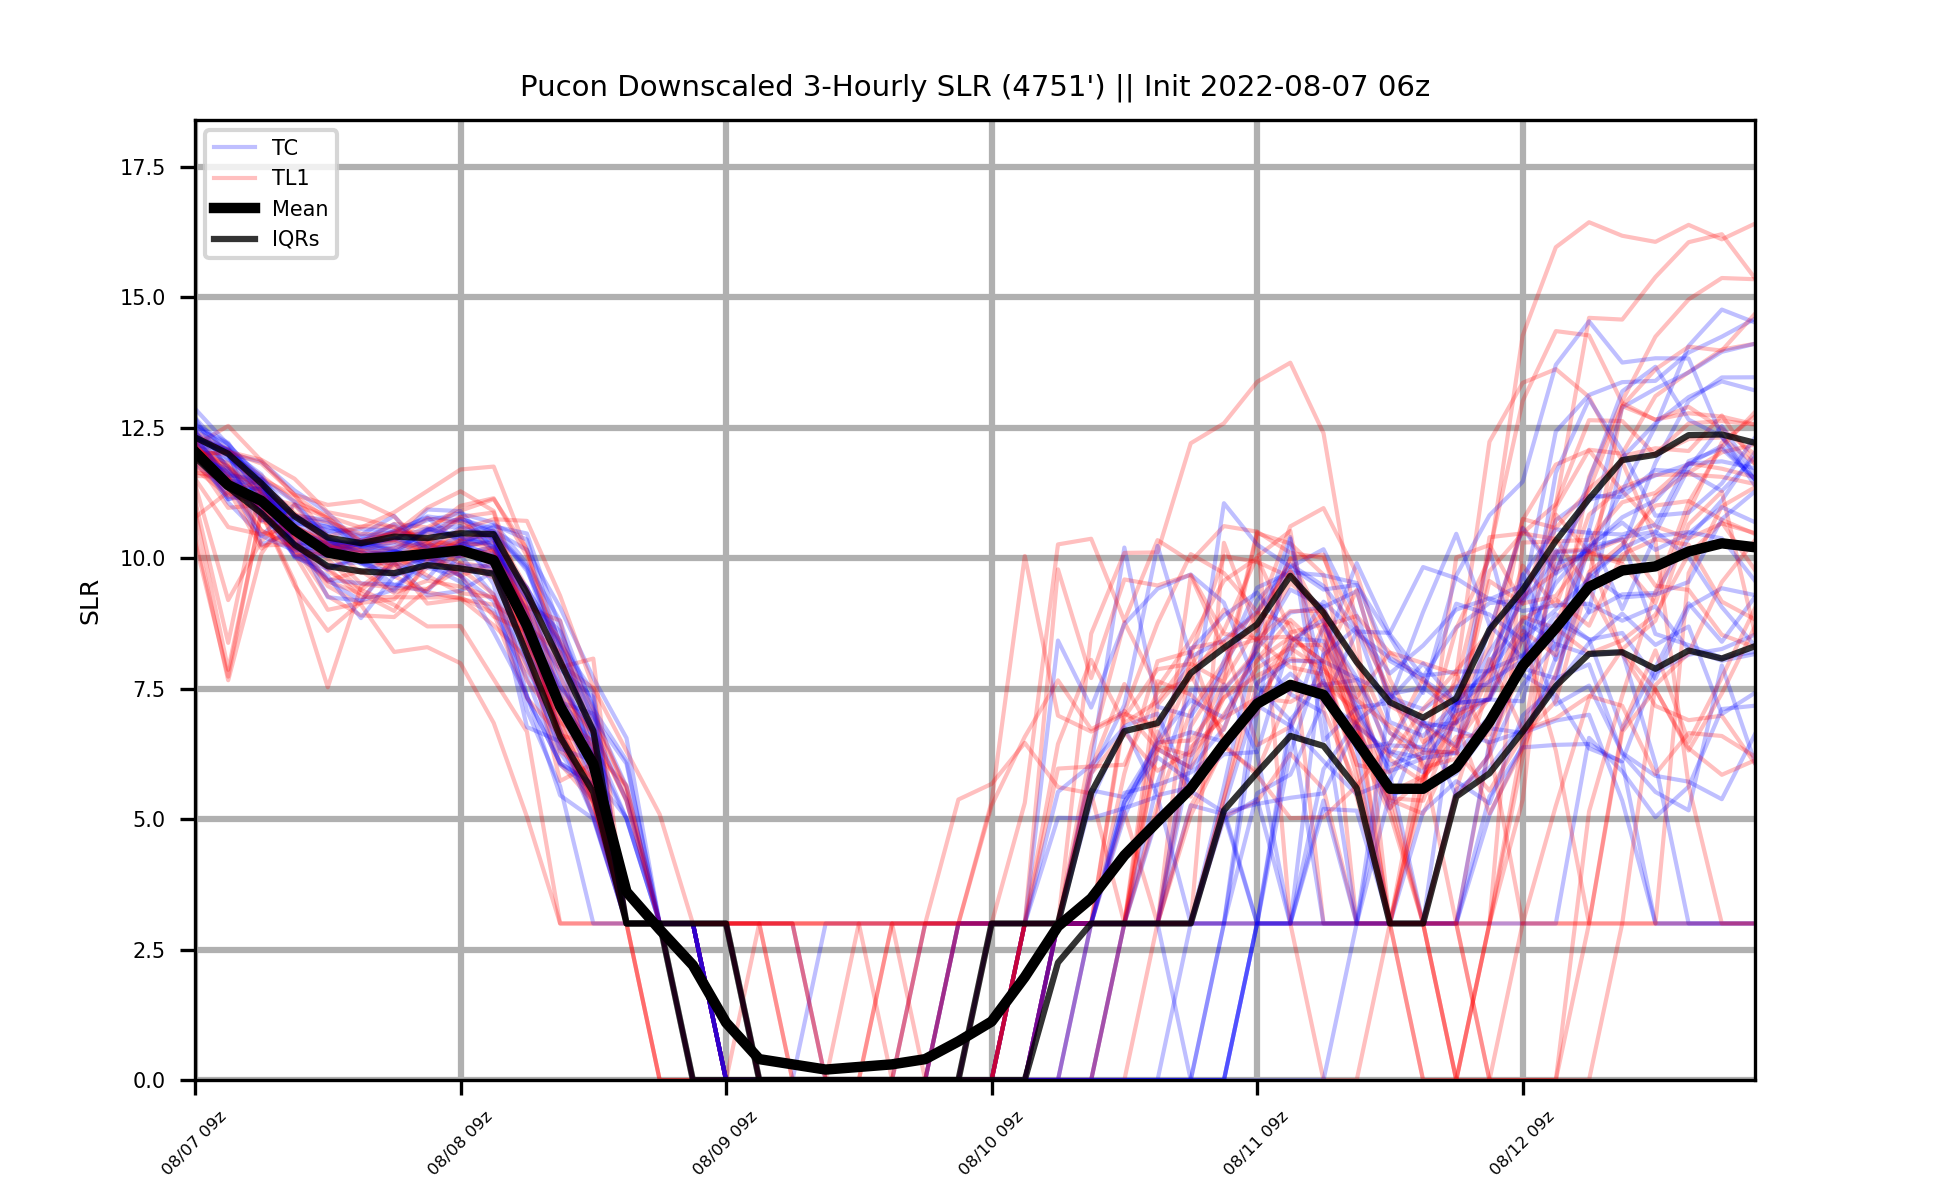 Pucon Downscaled 3-Hourly SLR (4751') || Init 2022-08-07 06z
TC
TL1
Mean
IQRs
17.5
15.0
12.5
10.0
7.5
5.0
2.5
0.0
SLR
08/07 09z
08/08 09z
08/09 09z
08/10 09z
08/11 09z
08/12 09z